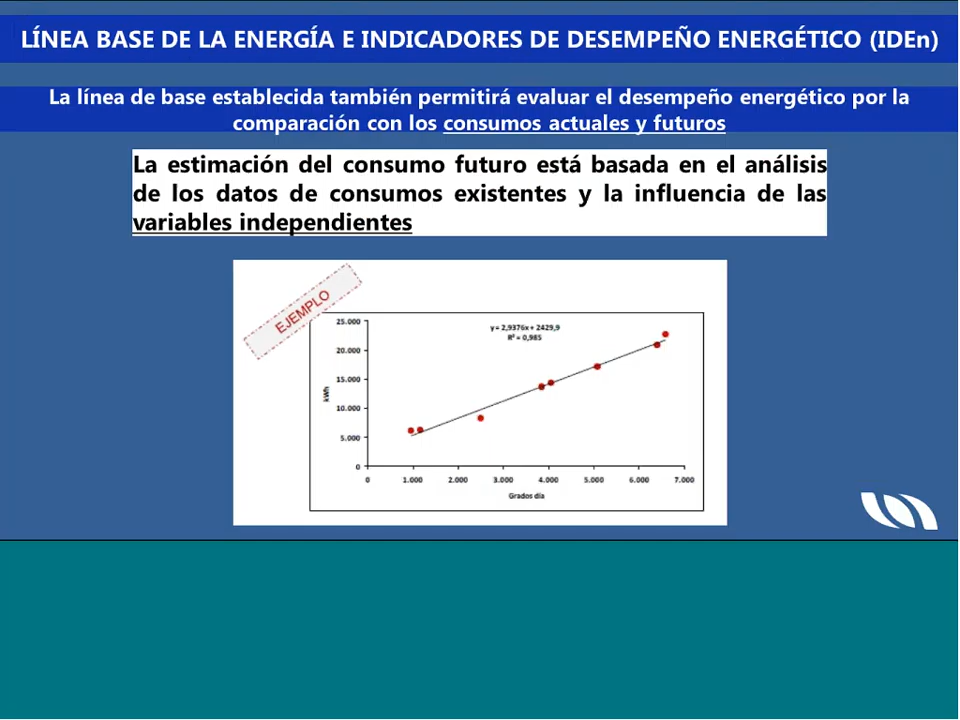 LÍNEA BASE DE LA ENERGÍA E INDICADORES DE DESEMPEÑO ENERGÉTICO (IDEn)
La línea de base establecida también permitirá evaluar el desempeño energético por la
comparación con los consumos actuales y futuros
La estimación del consumo futuro está basada en el análisis
de los datos de consumos existentes y la influencia de las
variables independientes
EJEMPLO
y = 2,9376x + 2429,9
R² = 0,985
25.000
20.000
15.000
10.000
5.000
0
kWh
0 1.000 2.000 3.000 4.000 5.000 6.000 7.000
Grados día